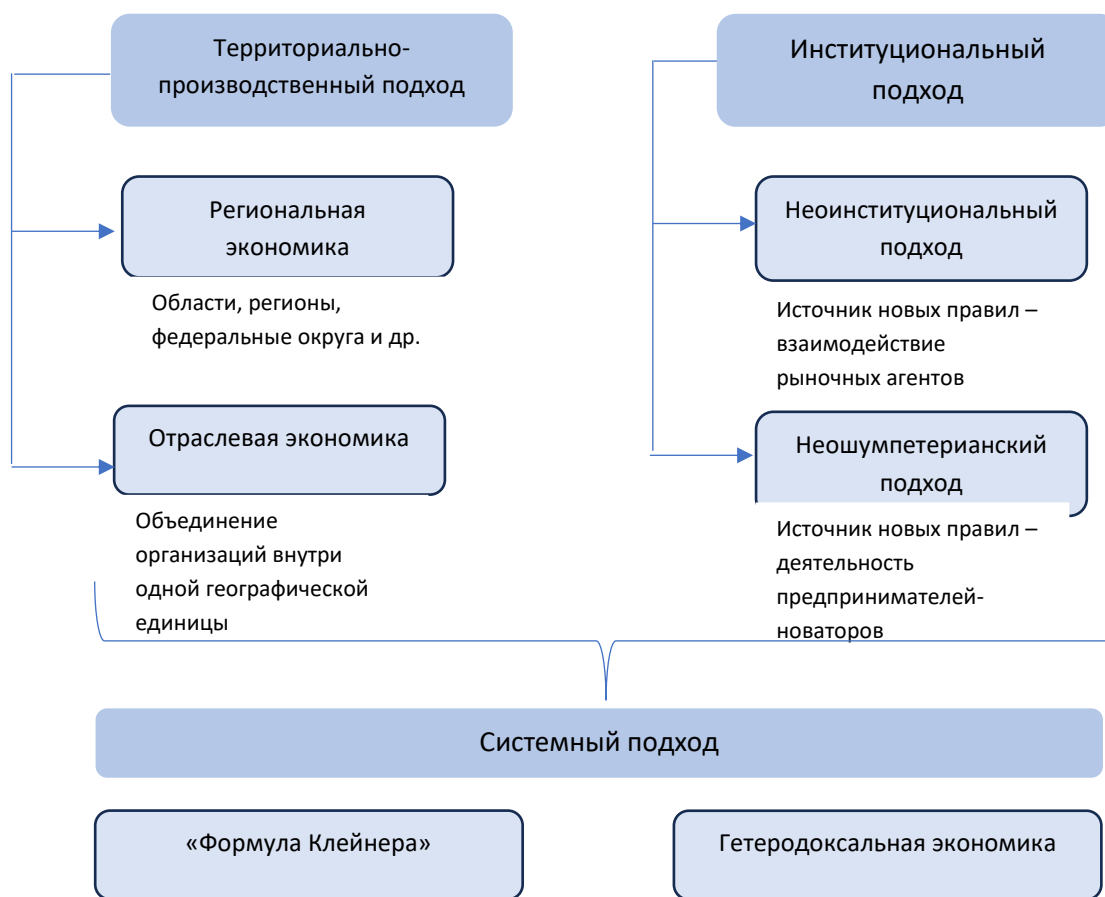 Территориально-
производственный подход
Региональная
экономика
Области, регионы,
федеральные округа и др.
Отраслевая экономика
Объединение
организаций внутри
одной географической
единицы
Институциональный
подход
Неоинституциональный
подход
Источник новых правил –
взаимодействие
рыночных агентов
Неошумпетерианский
подход
Источник новых правил –
деятельность
предпринимателей-
новаторов
Системный подход
«Формула Клейнера»
Гетеродоксальная экономика